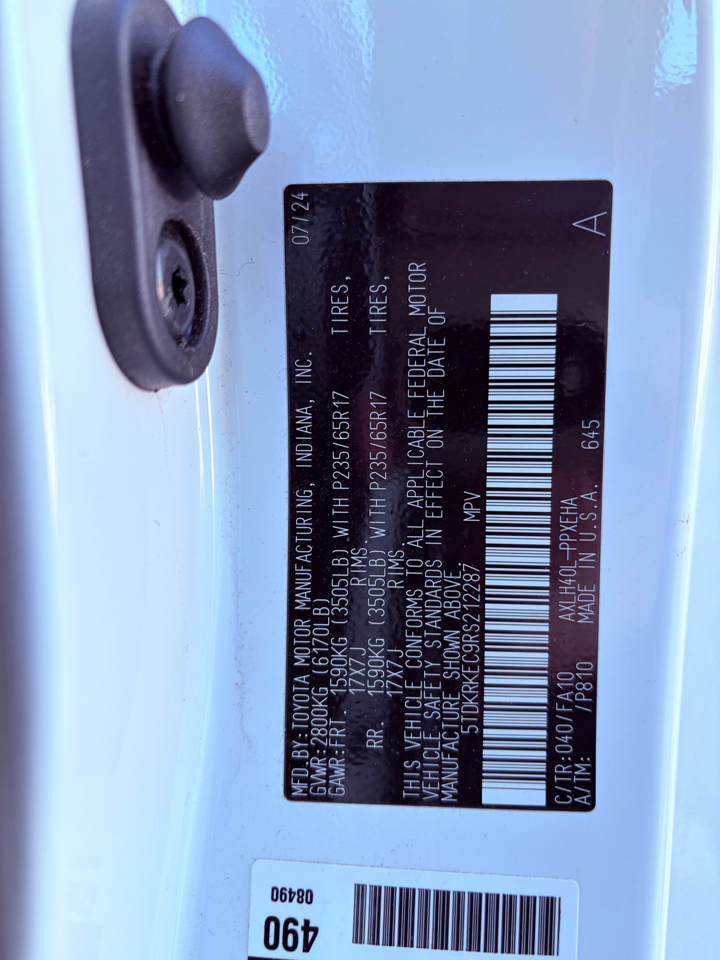 MFD.BY:TOYOTA MOTOR MANUFACTURING, INDIANA, INC. 07/24
GVWR:2800KG (6170LB)
GAWR:FRT. 1590KG (3505LB) WITH P235/65R17 TIRES,
17X7J RIMS.
RR. 1590KG (3505LB) WITH P235/65R17 TIRES,
17X7J RIMS.
THIS VEHICLE CONFORMS TO ALL APPLICABLE FEDERAL MOTOR
VEHICLE SAFETY STANDARDS IN EFFECT ON THE DATE OF
MANUFACTURE SHOWN ABOVE.
5TDKRKEC9RS212287 MPV
C/TR:040/FA10 AXLH40L-PPXEHA
A/TM: /P810 MADE IN U.S.A. 645 A
08490
490